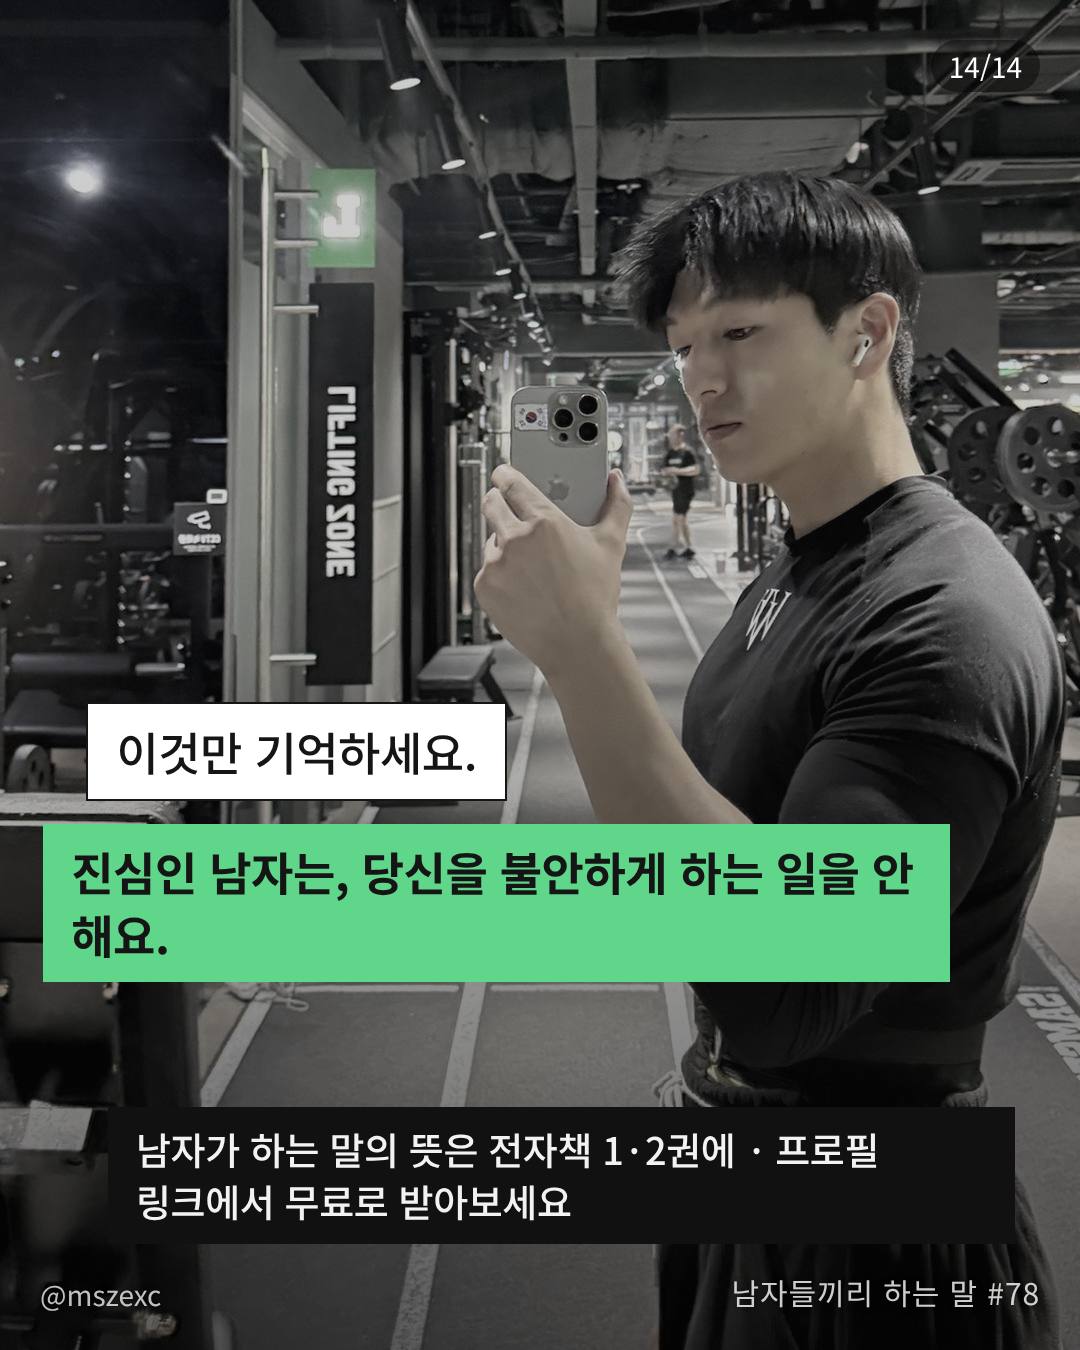 14/14
L
LIFTING ZONE
이것만 기억하세요.
진심인 남자는, 당신을 불안하게 하는 일을 안
해요.
남자가 하는 말의 뜻은 전자책 1·2권에 · 프로필
링크에서 무료로 받아보세요
@mszexc
남자들끼리 하는 말 #78